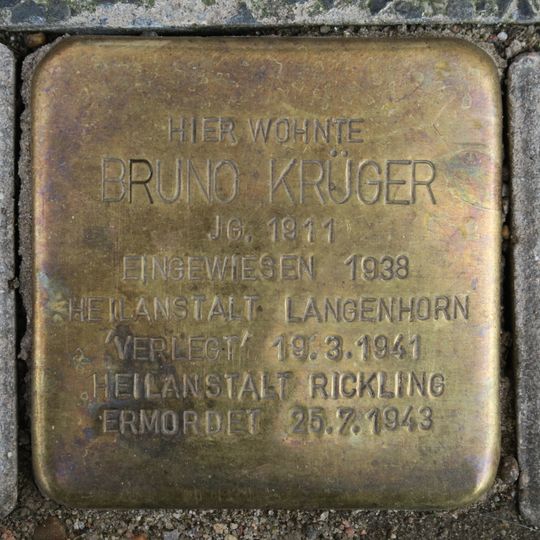 HIER WOHNTE
BRUNO KRÜGER
JG. 1911
EINGEWIESEN 1938
HEILANSTALT LANGENHORN
'VERLEGT' 19.3.1941
HEILANSTALT RICKLING
ERMORDET 25.7.1943